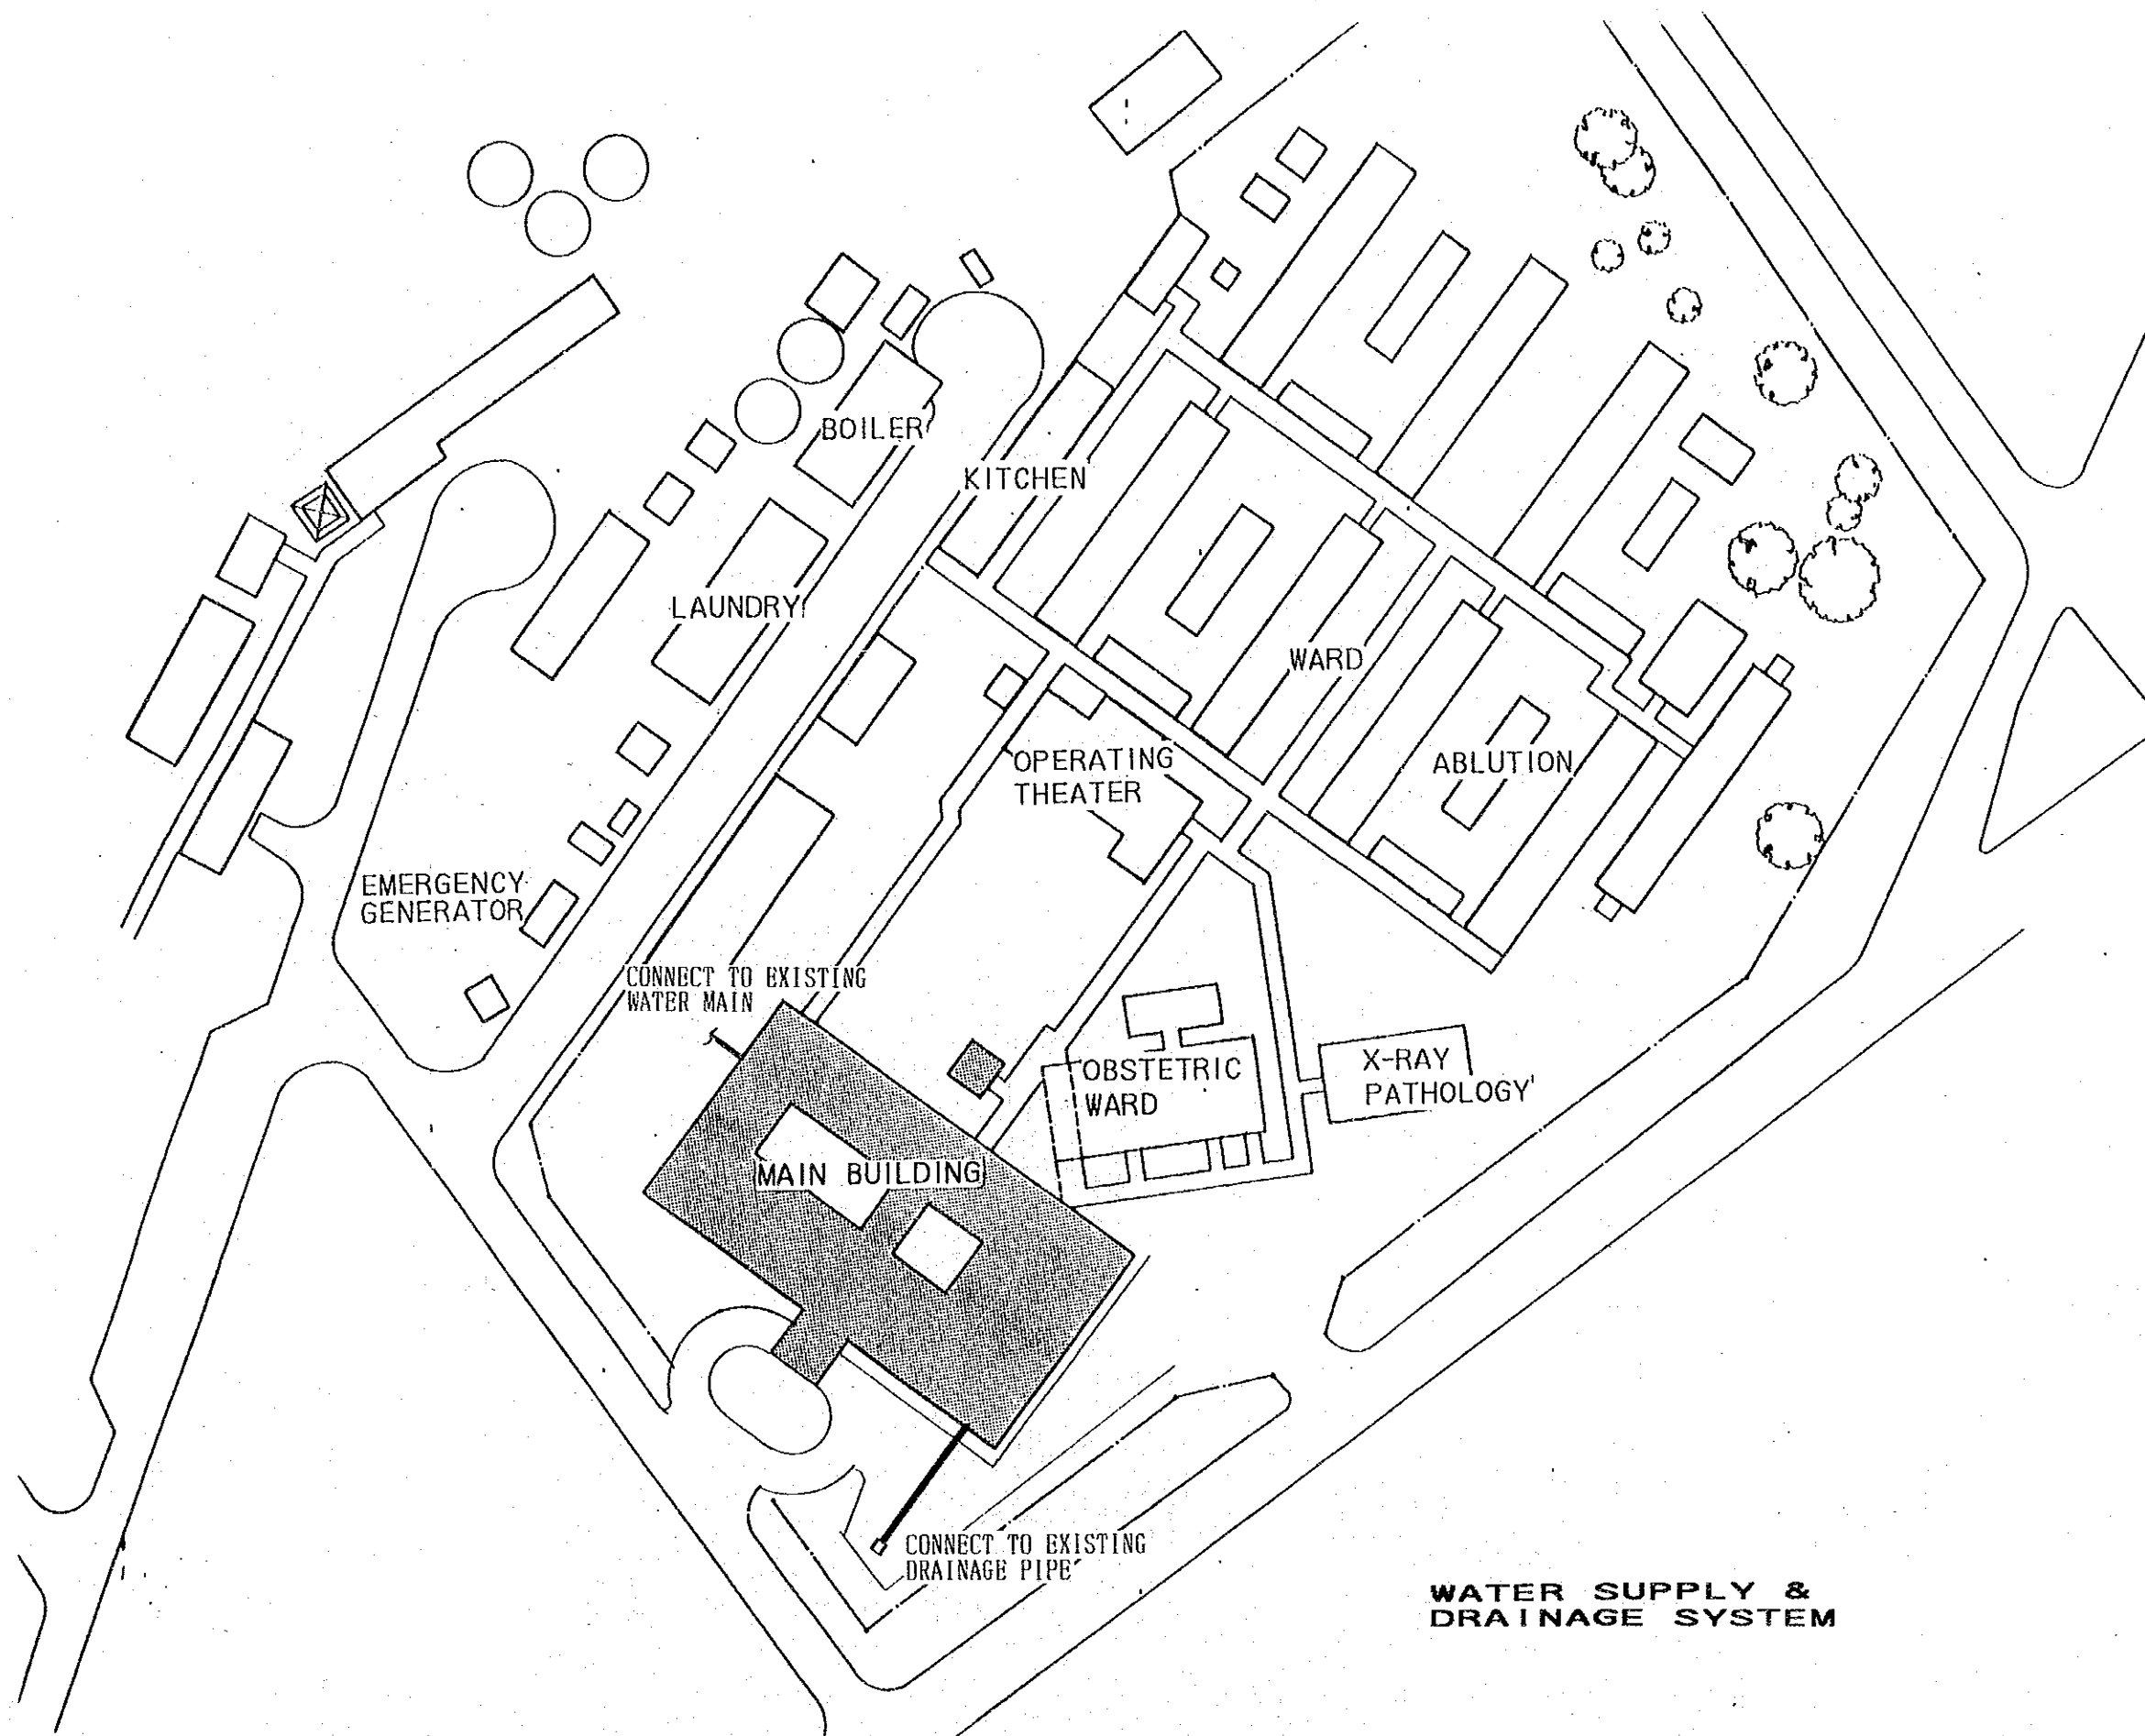 BOILER
KITCHEN
LAUNDRY
WARD
OPERATING
THEATER
ABLUTION
EMERGENCY
GENERATOR
CONNECT TO EXISTING
WATER MAIN
OBSTETRIC
WARD
X-RAY
PATHOLOGY
MAIN BUILDING
CONNECT TO EXISTING
DRAINAGE PIPE
WATER SUPPLY &
DRAINAGE SYSTEM